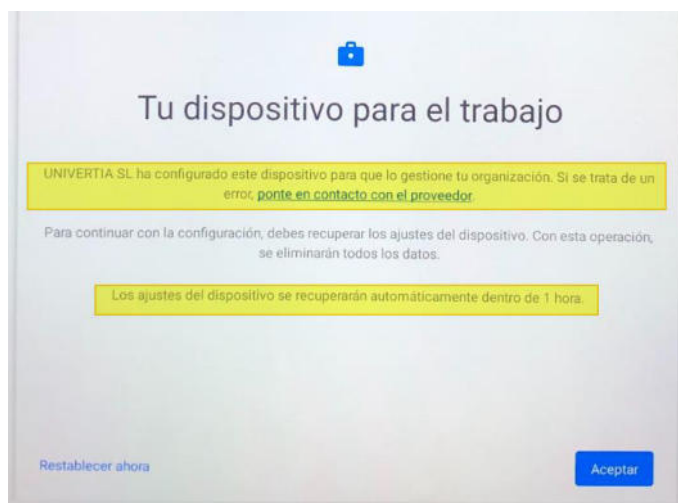 Tu dispositivo para el trabajo
UNIVERTIA SL ha configurado este dispositivo para que lo gestione tu organización. Si se trata de un
error, ponte en contacto con el proveedor.
Para continuar con la configuración, debes recuperar los ajustes del dispositivo. Con esta operación,
se eliminarán todos los datos.
Los ajustes del dispositivo se recuperarán automáticamente dentro de 1 hora.
Restablecer ahora
Aceptar